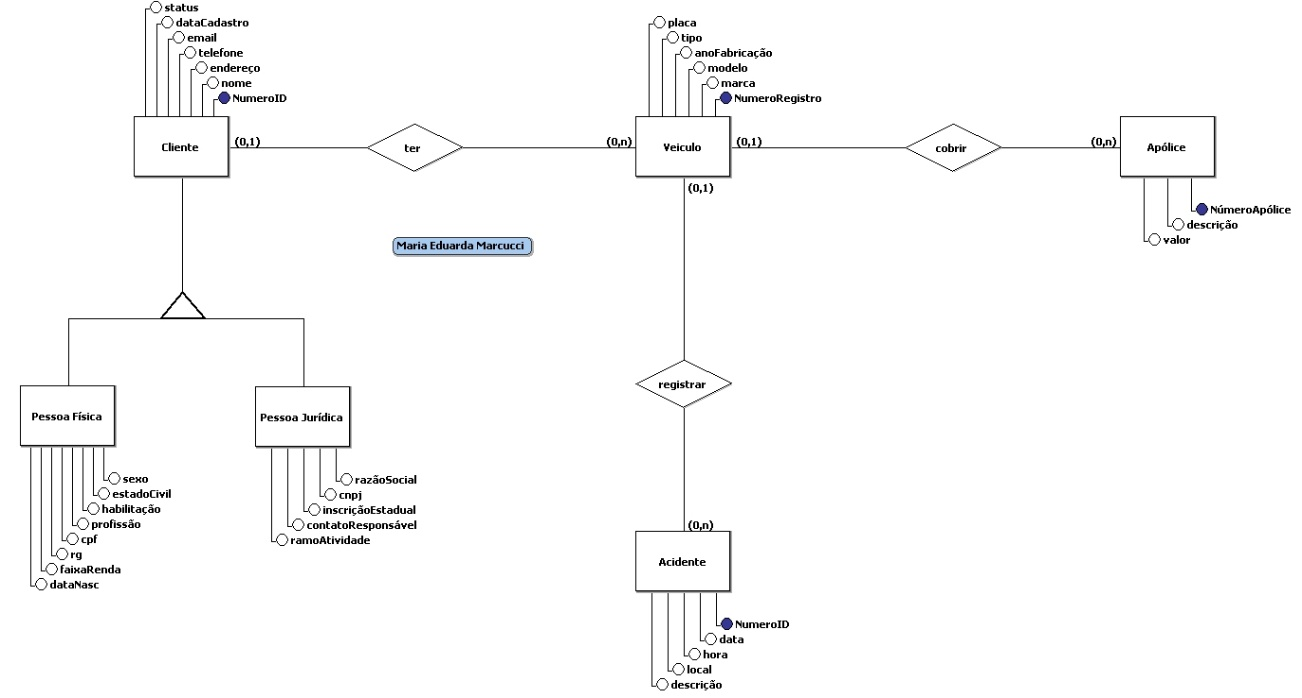 status
dataCadastro
email
telefone
endereço
nome
NumeroID
Cliente
(0,1)
ter
(0,n)
placa
tipo
anoFabricação
modelo
marca
NumeroRegistro
Veiculo
(0,1)
cobrir
(0,n)
Apólice
NúmeroApólice
descrição
valor
(0,1)
Maria Eduarda Marcucci
registrar
Pessoa Física
sexo
estadoCivil
habilitação
profissão
cpf
rg
faixaRenda
dataNasc
Pessoa Jurídica
razãoSocial
cnpj
inscriçãoEstadual
contatoResponsável
ramoAtividade
(0,n)
Acidente
NumeroID
data
hora
local
descrição